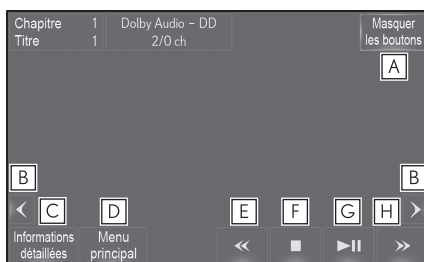 Chapitre 1
Titre 1
Dolby Audio – DD
2/0 ch
Masquer
les boutons
A
B
B
C
D
E
F
G
H
Informations
détaillées
Menu
principal